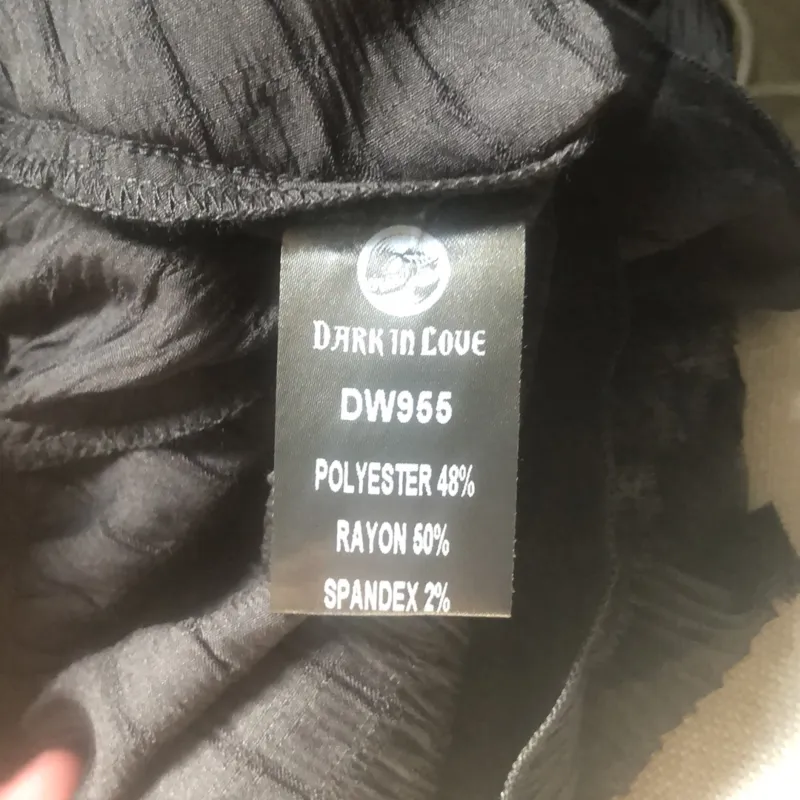 DARK IN LOVE
DW955
POLYESTER 48%
RAYON 50%
SPANDEX 2%